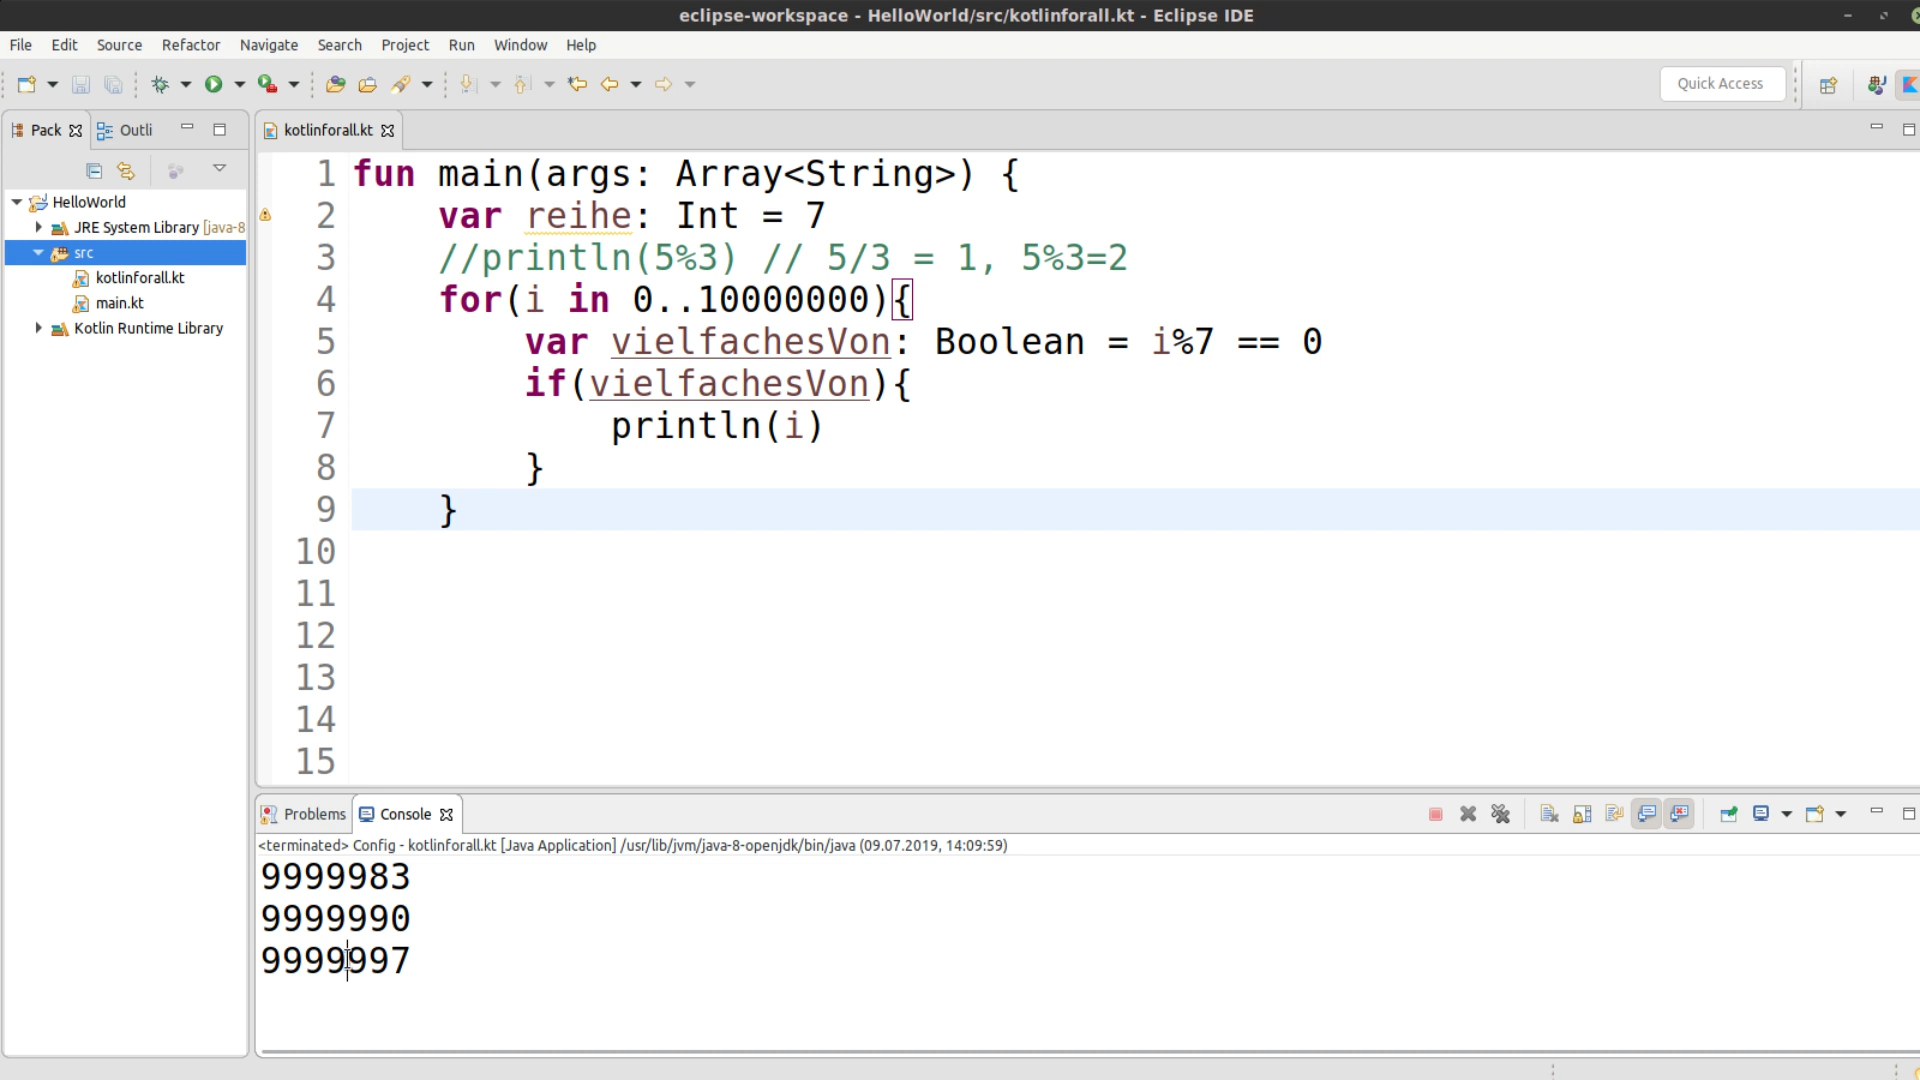 eclipse-workspace - HelloWorld/src/kotlinforall.kt - Eclipse IDE
File Edit Source Refactor Navigate Search Project Run Window Help
Quick Access
Pack Outli
kotlinforall.kt
HelloWorld
JRE System Library [java-8
src
kotlinforall.kt
main.kt
Kotlin Runtime Library
1 fun main(args: Array<String>) {
2 var reihe: Int = 7
3 //println(5%3) // 5/3 = 1, 5%3=2
4 for(i in 0..10000000){
5 var vielfachesVon: Boolean = i%7 == 0
6 if(vielfachesVon){
7 println(i)
8 }
9 }
10
11
12
13
14
15
Problems Console
<terminated> Config - kotlinforall.kt [Java Application] /usr/lib/jvm/java-8-openjdk/bin/java (09.07.2019, 14:09:59)
9999983
9999990
9999997